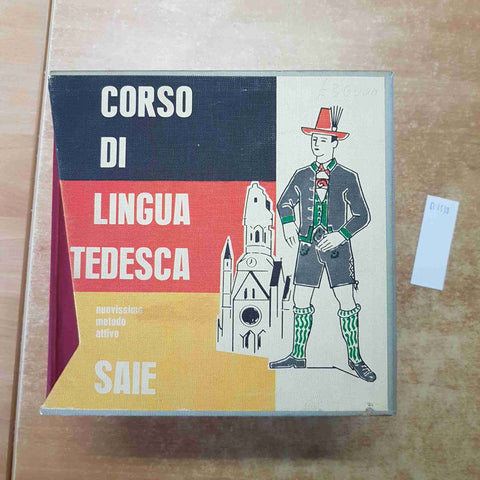 CORSO
DI
LINGUA
TEDESCA
nuovissimo
metodo
attivo
SAIE